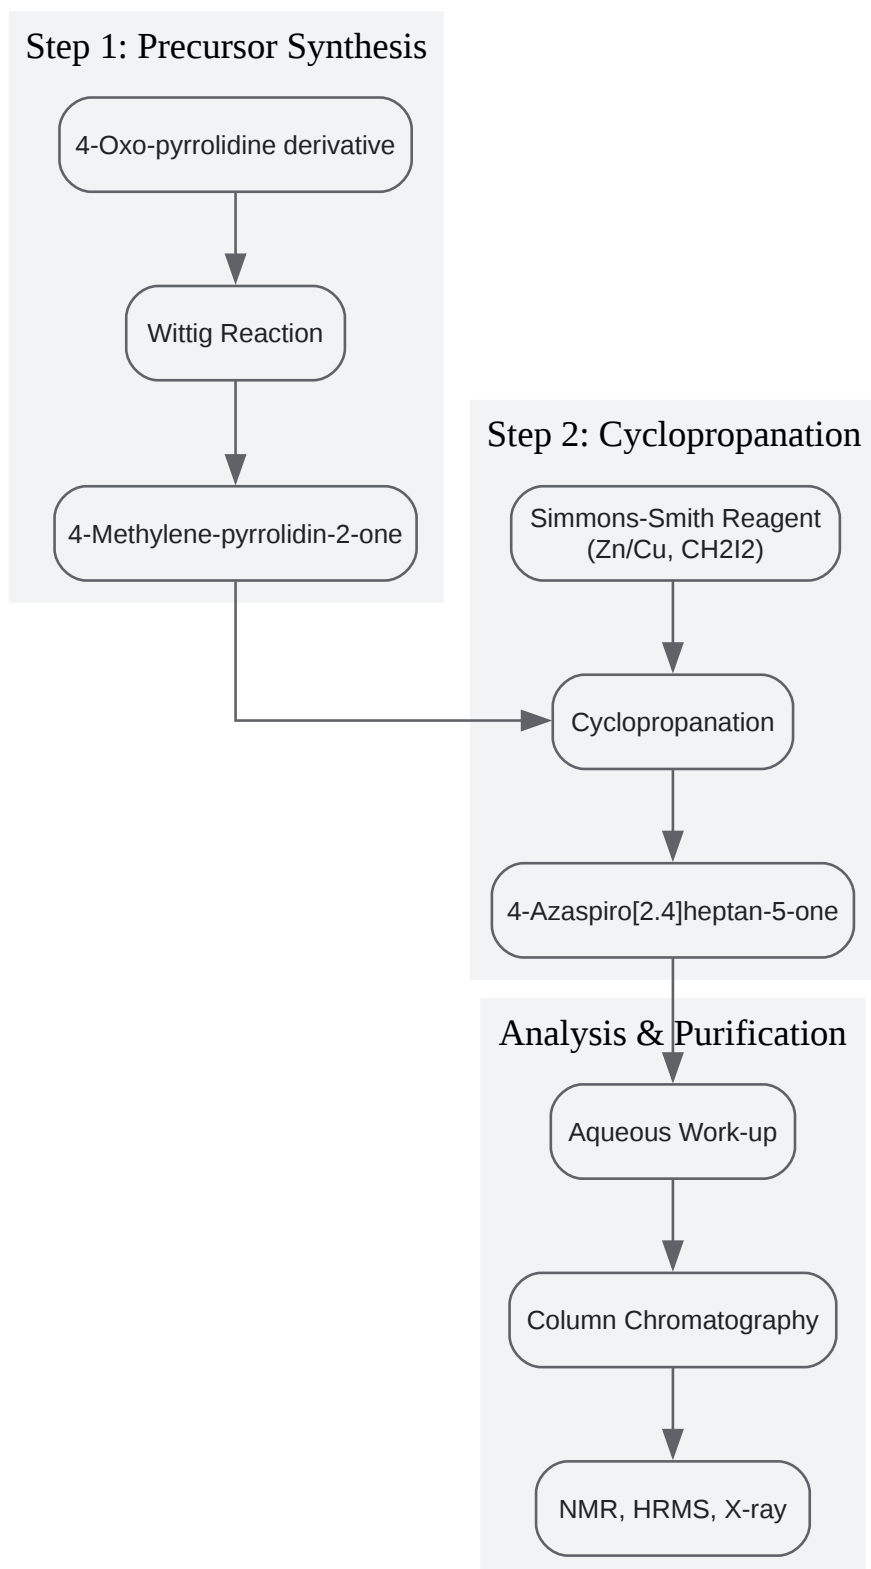 Step 1: Precursor Synthesis
4-Oxo-pyrrolidine derivative
Wittig Reaction
4-Methylene-pyrrolidin-2-one
Step 2: Cyclopropanation
Simmons-Smith Reagent
(Zn/Cu, CH2I2)
Cyclopropanation
4-Azaspiro[2.4]heptan-5-one
Analysis & Purification
Aqueous Work-up
Column Chromatography
NMR, HRMS, X-ray